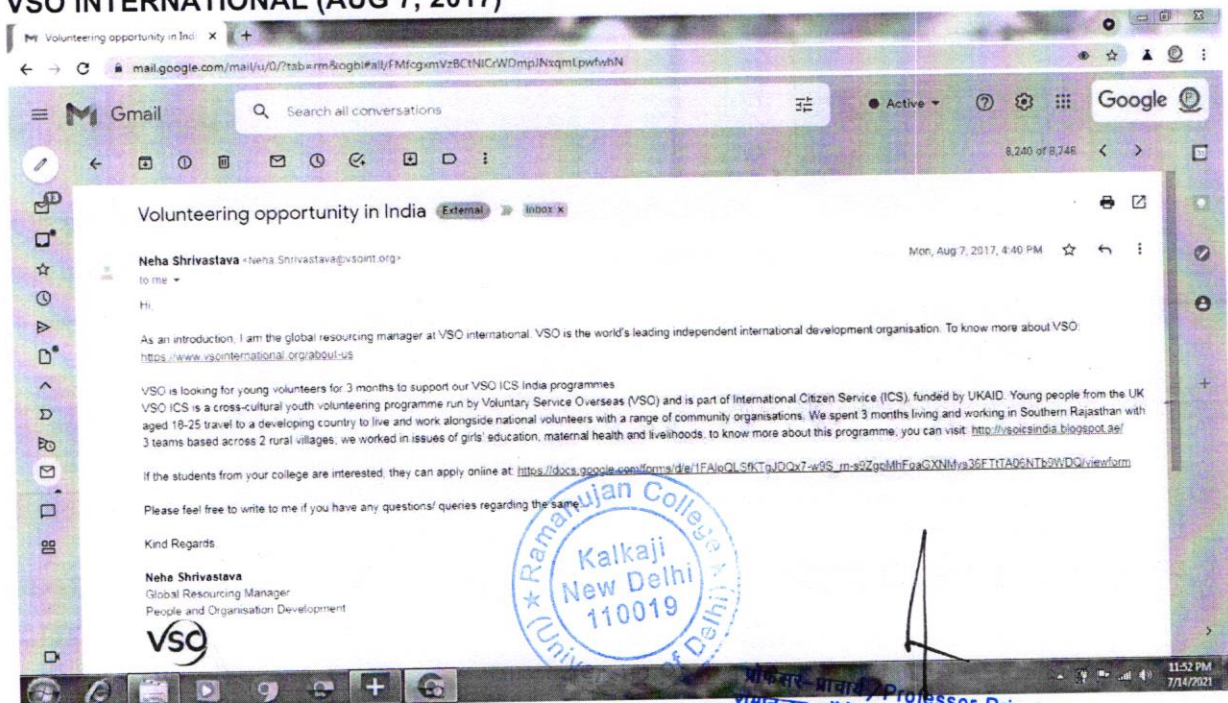 VSO INTERNATIONAL (AUG 7, 2017)
Volunteering opportunity in Ind
mail.google.com/mail/u/0/?tab=rm&ogbl#all/FMfcgxmVzBCtNlCrWDmpJNxqmLpwfwhN
Gmail
Search all conversations
Active
Google
8,240 of 8,746
Volunteering opportunity in India External Inbox x
Neha Shrivastava <Neha.Shrivastava@vsoint.org>
Mon, Aug 7, 2017, 4:40 PM
to me
Hi,
As an introduction, I am the global resourcing manager at VSO international. VSO is the world's leading independent international development organisation. To know more about VSO:
https://www.vsointernational.org/about-us
VSO is looking for young volunteers for 3 months to support our VSO ICS India programmes
VSO ICS is a cross-cultural youth volunteering programme run by Voluntary Service Overseas (VSO) and is part of International Citizen Service (ICS), funded by UKAID. Young people from the UK
aged 18-25 travel to a developing country to live and work alongside national volunteers with a range of community organisations. We spent 3 months living and working in Southern Rajasthan with
3 teams based across 2 rural villages, we worked in issues of girls' education, maternal health and livelihoods. to know more about this programme, you can visit: http://vsoicsindia.blogspot.ae/
If the students from your college are interested, they can apply online at:
Please feel free to write to me if you have any questions/ queries regarding the same.
Kind Regards
Neha Shrivastava
Global Resourcing Manager
People and Organisation Development
vso
Ramanujan College
Kalkaji
New Delhi
110019
(University of Delhi)
प्रोफेसर-प्राचार्य / Professor
11:52 PM
7/14/2021